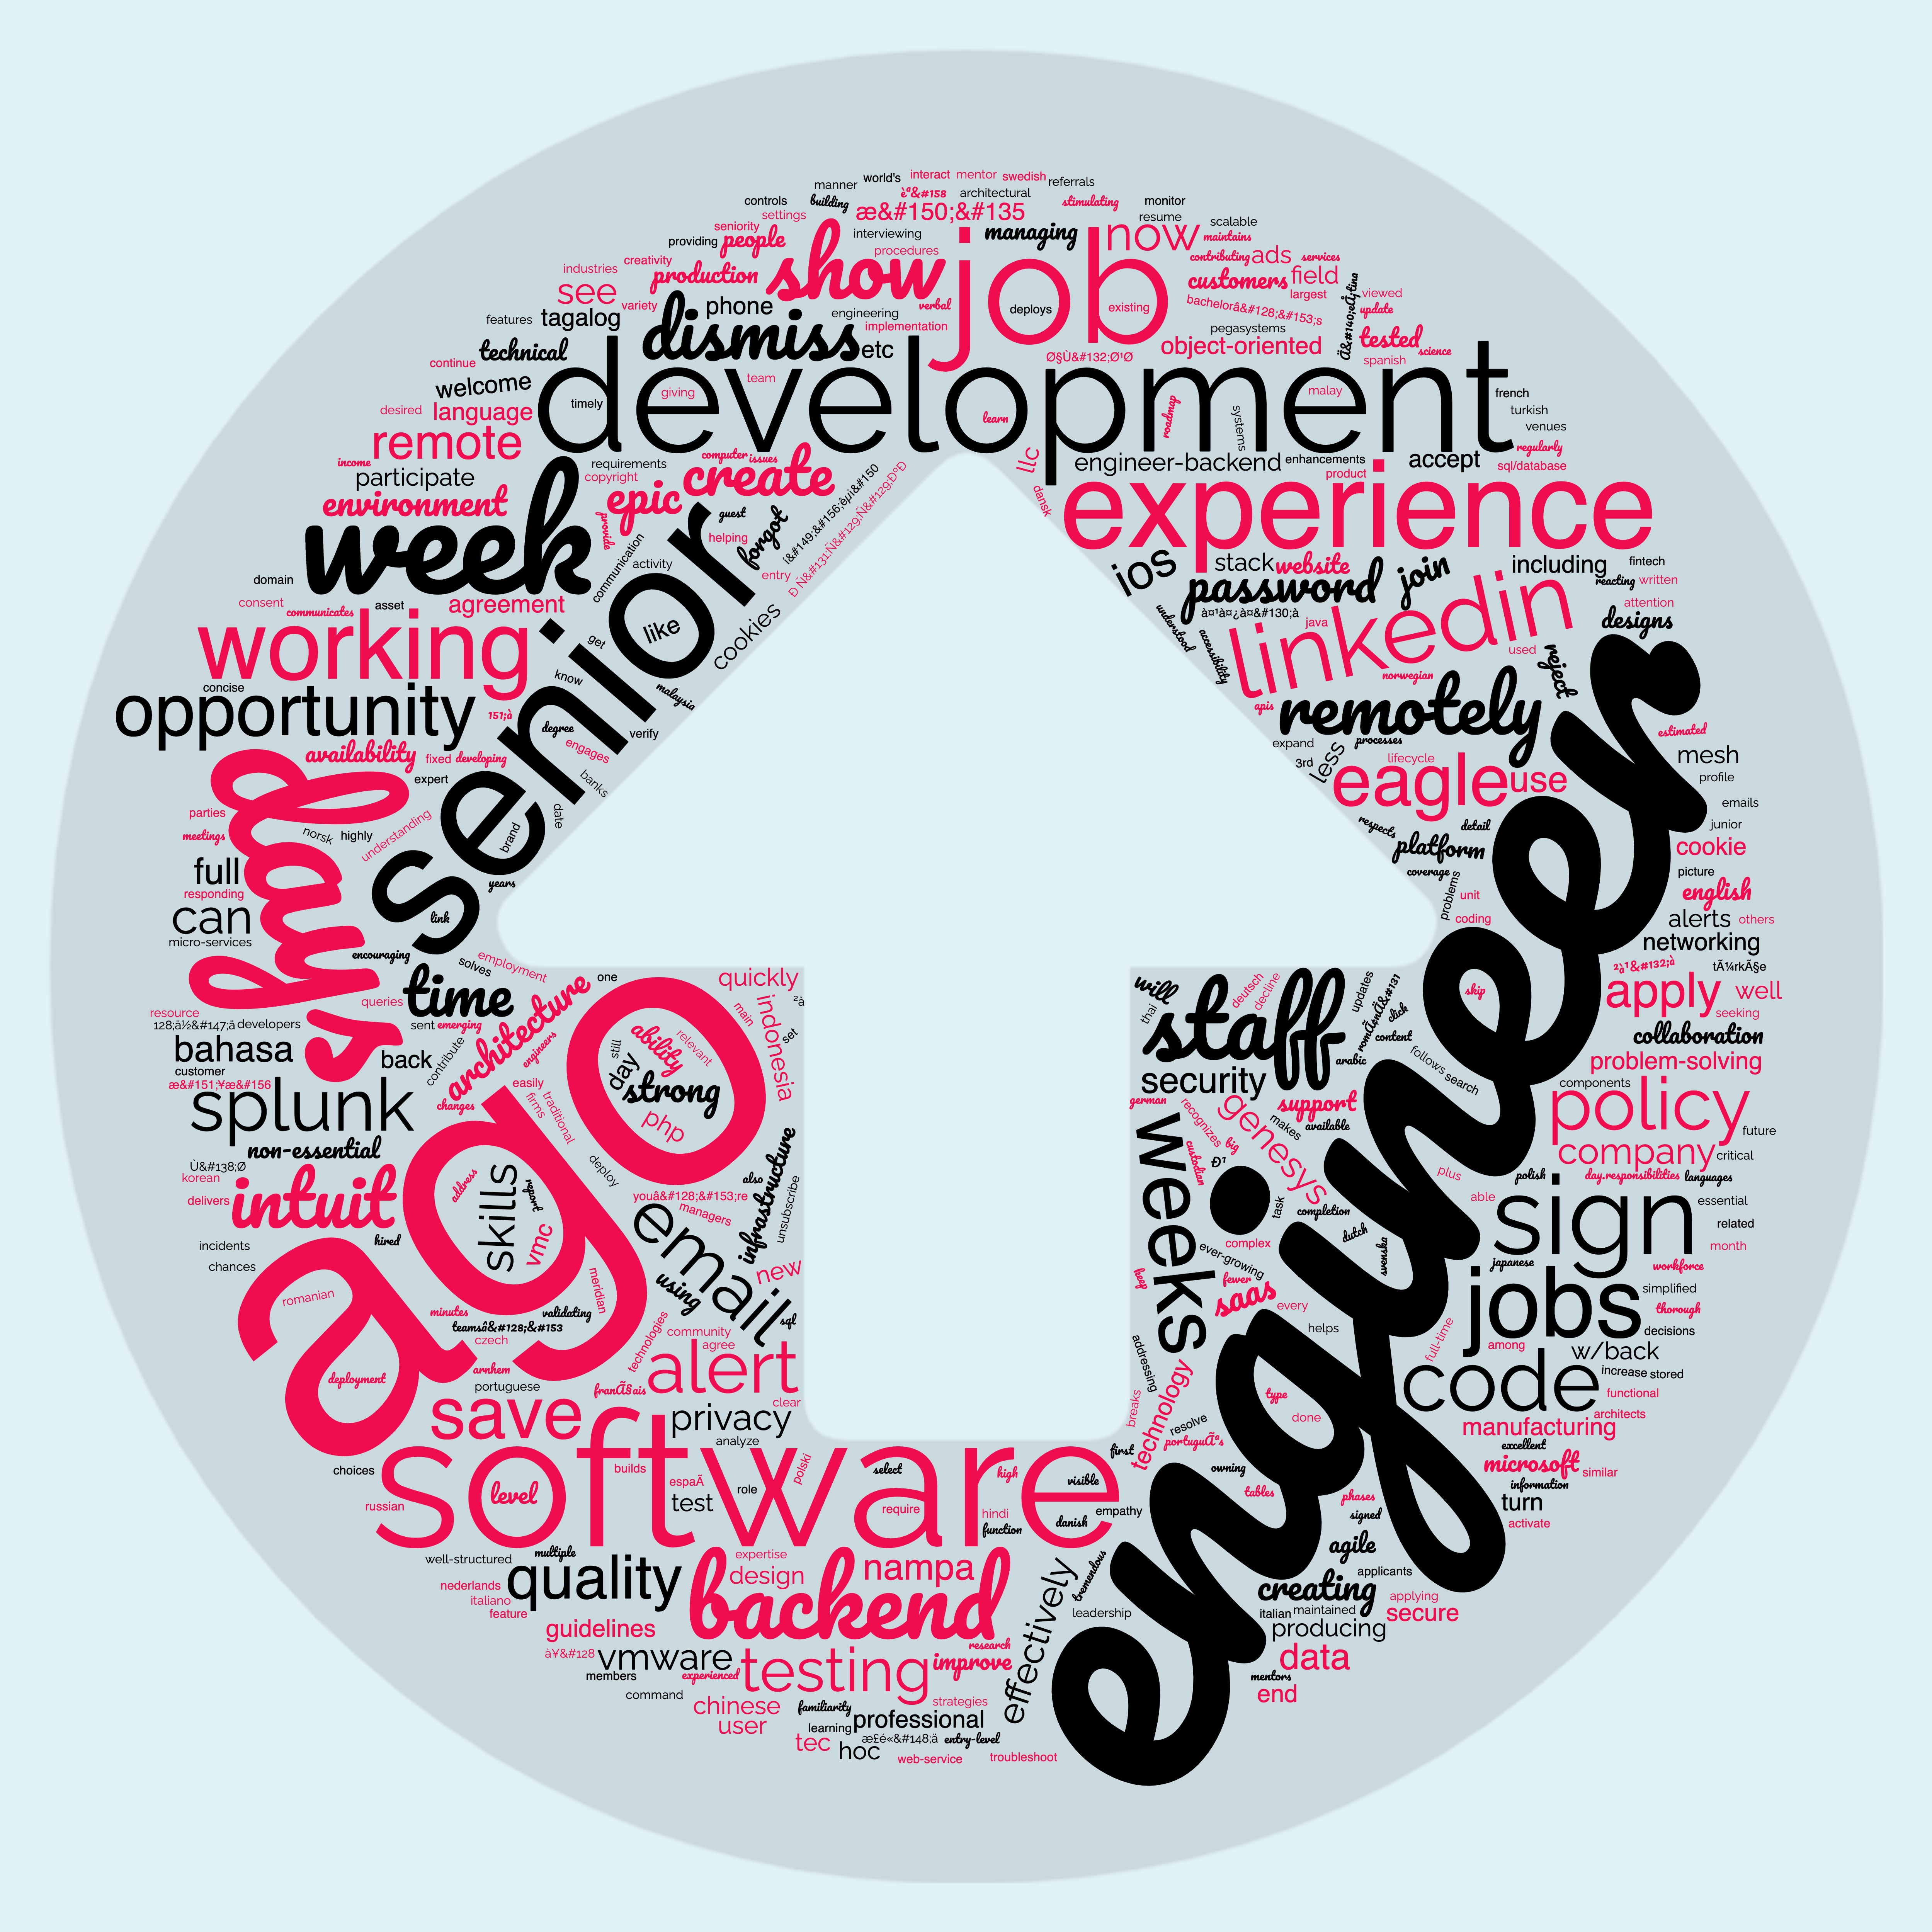 world's interact mentor swedish referrals
manner
controls building è²&#158 architectural stimulating monitor
settings æ&#150;&#135 resume
seniority interviewing managing now scalable
providing people show job maintains
procedures contributing ads services
creativity
industries production customers field
see variety phone verbal deploys existing largest viewed
bachelorâ&#128;&#153;s update
features tagalog dismiss engineering implementation pegasystems tested
continue technical etc object-oriented science
spanish
welcome development
team giving timely learn roadmap systems malay french
desired language turkish
remote venues
regularly
income requirements computer issues llc engineer-backend enhancements accept sql/database
participate copyright create product
environment epic dansk experience
week provide guest forgot
communication helping ios stack website including fintech
domain activity entry password join reacting written
consent communicates asset agreement attention
working senior like cookies java linkedin designs
get understood accessibility used reject
concise know malaysia norwegian
opportunity degree apis remotely
151;à verify estimated
availability fixed developing engages expand processes mesh
expert banks 3rd less lifecycle eagle use profile
days date emails
parties norsk highly understanding brand respects detail junior
meetings platform cookie
full years coverage picture
responding unit english
can link problems coding alerts others
micro-services encouraging networking
solves employment one quickly will deutsch decline updates
time architecture staff skip apply well
resource queries main indonesia set thai click content seeking
128;ä½&#147;ä developers sent emerging engineers still ability relevant arabic follows search collaboration
bahasa back contribute day security problem-solving
customer easily strong components
æ&#151;¥æ&#156 changes firms traditional php german recognizes genesys support policy
splunk makes available future
non-essential infrastructure weeks custodian big company critical
Ù&#138;Ø deploy also unsubscribe Ð¹
korean address ago youâ&#128;&#153;re plus polish day.responsibilities languages
delivers intuit skills report managers task able essential
vmc email completion sign related
incidents hired complex dutch month
chances ever-growing svenska japanese workforce
romanian meridian using new keep fewer saas engineer jobs simplified
minutes validating sql every thorough
teamsâ&#128;&#153 community helps decisions
czech technologies agree addressing full-time among w/back
deployment arnhem alert technology code increase stored
portuguese franÃ§ais clear type functional
save privacy breaks done architects
analyze resolve manufacturing
first portuguÃªs excellent
choices software builds polski select high visible owning microsoft similar
level espaÃ role tables information
russian test require hindi empathy phases turn
function danish signed activate
well-structured multiple expertise effectively tremendous agile
nederlands quality design nampa applicants
italiano backend creating applying
feature leadership italian maintained secure
guidelines producing
à¥&#128 vmware research data
members experienced testing improve mentors
command end
chinese familiarity strategies
user learning professional
tec æ£é«&#148;ä entry-level
hoc web-service troubleshoot